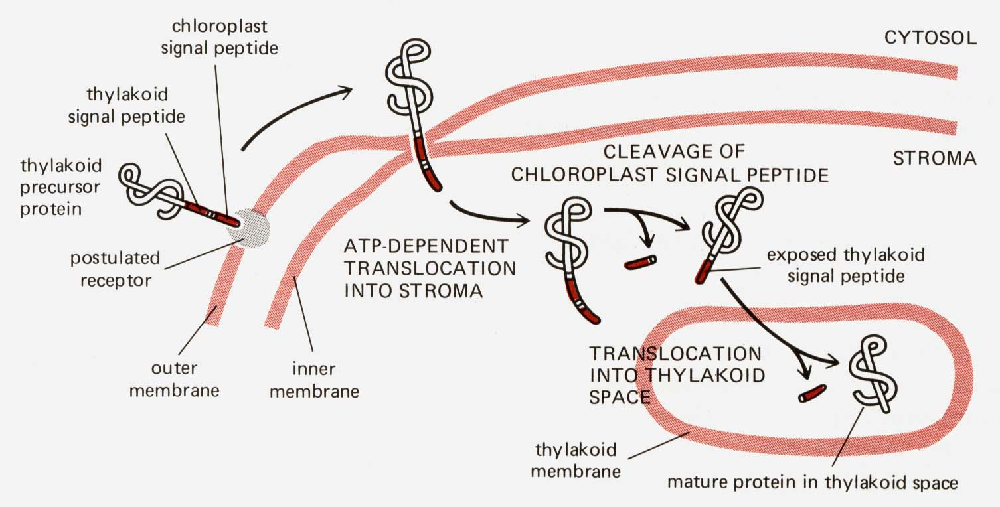 chloroplast
signal peptide
thylakoid
signal peptide
thylakoid
precursor
protein
postulated
receptor
outer
membrane
inner
membrane
CYTOSOL
STROMA
ATP-DEPENDENT
TRANSLOCATION
INTO STROMA
CLEAVAGE OF
CHLOROPLAST SIGNAL PEPTIDE
exposed thylakoid
signal peptide
TRANSLOCATION
INTO THYLAKOID
SPACE
thylakoid
membrane
mature protein in thylakoid space